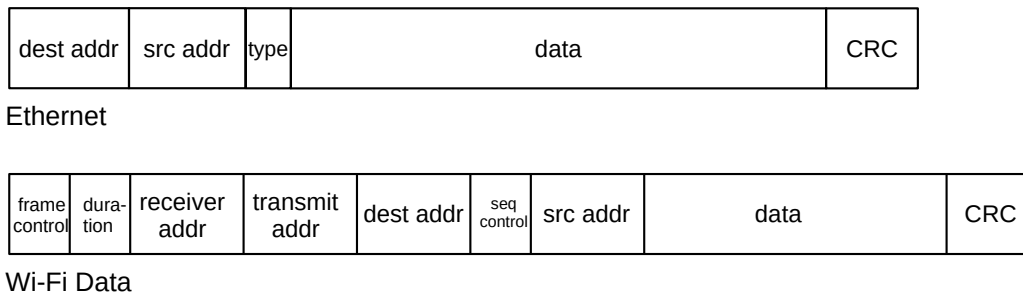 dest addr src addr type data CRC
Ethernet
frame control dura- tion receiver addr transmit addr dest addr seq control src addr data CRC
Wi-Fi Data